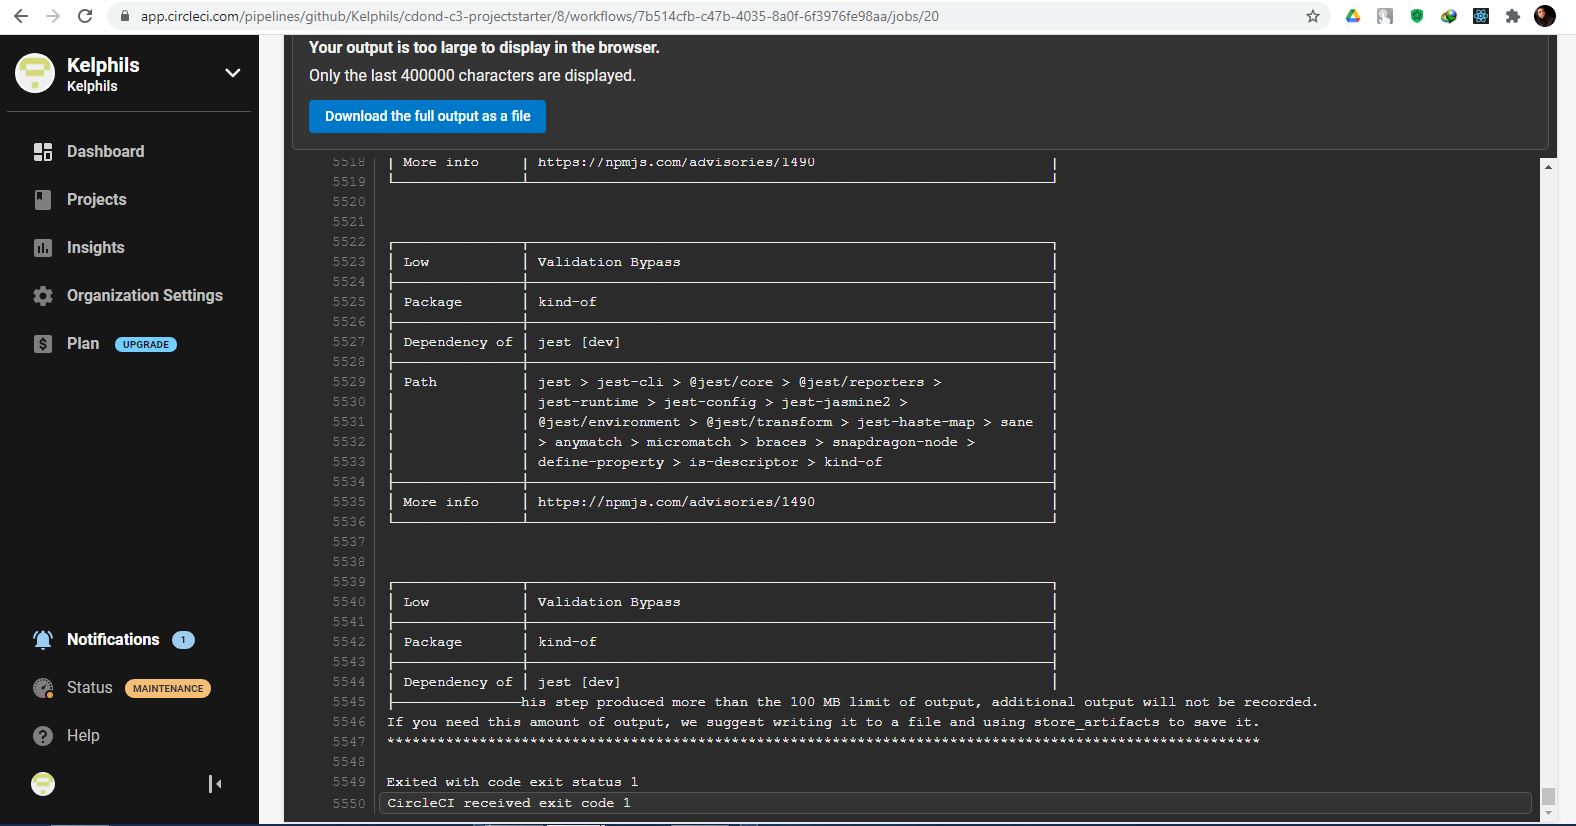 app.circleci.com/pipelines/github/Kelphils/cdond-c3-projectstarter/8/workflows/7b514cfb-c47b-4035-8a0f-6f3976fe98aa/jobs/20
Kelphils
Kelphils
Dashboard
Projects
Insights
Organization Settings
Plan UPGRADE
Notifications 1
Status MAINTENANCE
Help
Your output is too large to display in the browser.
Only the last 400000 characters are displayed.
Download the full output as a file
5518 More info https://npmjs.com/advisories/1490
5519
5520
5521
5522
5523 Low Validation Bypass
5524
5525 Package kind-of
5526
5527 Dependency of jest [dev]
5528
5529 Path jest > jest-cli > @jest/core > @jest/reporters >
5530 jest-runtime > jest-config > jest-jasmine2 >
5531 @jest/environment > @jest/transform > jest-haste-map > sane
5532 > anymatch > micromatch > braces > snapdragon-node >
5533 define-property > is-descriptor > kind-of
5534
5535 More info https://npmjs.com/advisories/1490
5536
5537
5538
5539
5540 Low Validation Bypass
5541
5542 Package kind-of
5543
5544 Dependency of jest [dev]
5545 his step produced more than the 100 MB limit of output, additional output will not be recorded.
5546 If you need this amount of output, we suggest writing it to a file and using store_artifacts to save it.
5547 ********************************************************************************************************
5548
5549 Exited with code exit status 1
5550 CircleCI received exit code 1